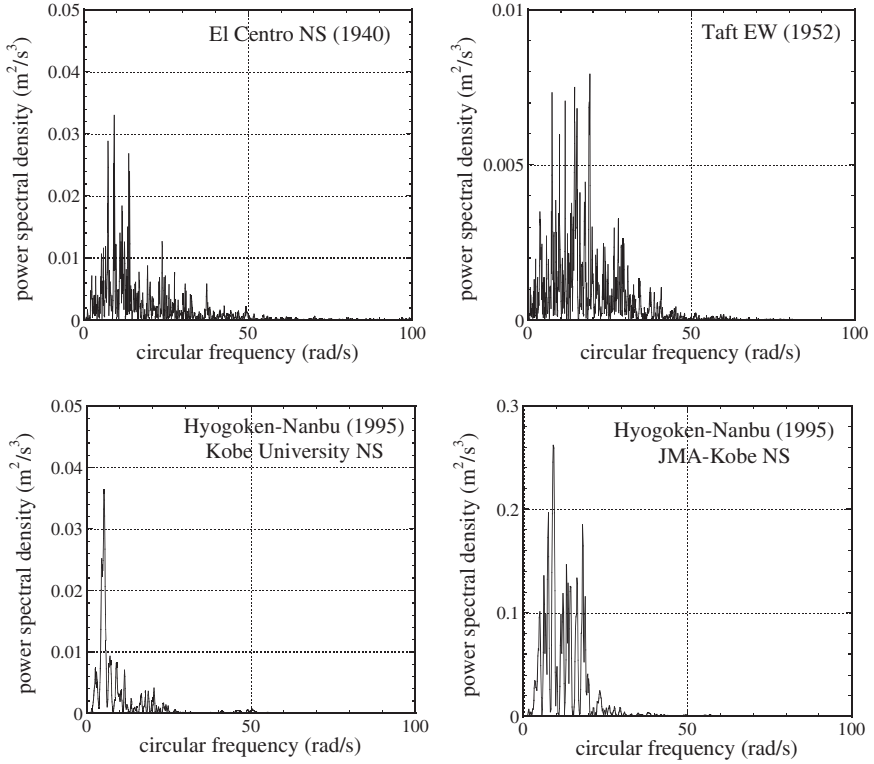 El Centro NS (1940)
power spectral density (m²/s³)
0.05
0.04
0.03
0.02
0.01
0
0 50 100
circular frequency (rad/s)
Taft EW (1952)
power spectral density (m²/s³)
0.01
0.005
0
0 50 100
circular frequency (rad/s)
Hyogoken-Nanbu (1995)
Kobe University NS
power spectral density (m²/s³)
0.05
0.04
0.03
0.02
0.01
0
0 50 100
circular frequency (rad/s)
Hyogoken-Nanbu (1995)
JMA-Kobe NS
power spectral density (m²/s³)
0.3
0.2
0.1
0
0 50 100
circular frequency (rad/s)